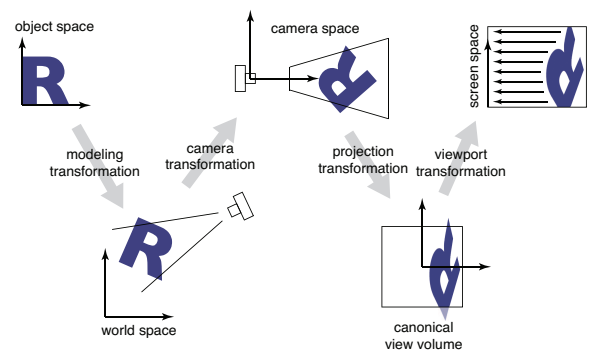 object space
R
modeling
transformation
R
world space
camera
transformation
camera space
R
projection
transformation
R
canonical
view volume
viewport
transformation
screen space
R